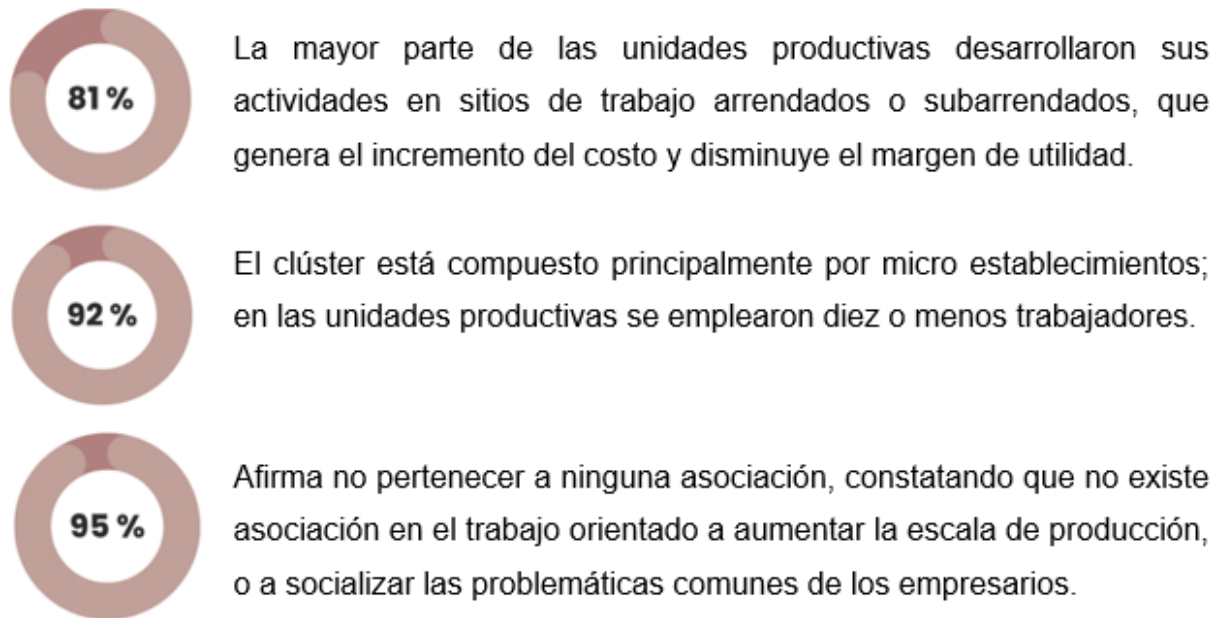 81 %
La mayor parte de las unidades productivas desarrollaron sus
actividades en sitios de trabajo arrendados o subarrendados, que
genera el incremento del costo y disminuye el margen de utilidad.
92 %
El clúster está compuesto principalmente por micro establecimientos;
en las unidades productivas se emplearon diez o menos trabajadores.
95 %
Afirma no pertenecer a ninguna asociación, constatando que no existe
asociación en el trabajo orientado a aumentar la escala de producción,
o a socializar las problemáticas comunes de los empresarios.